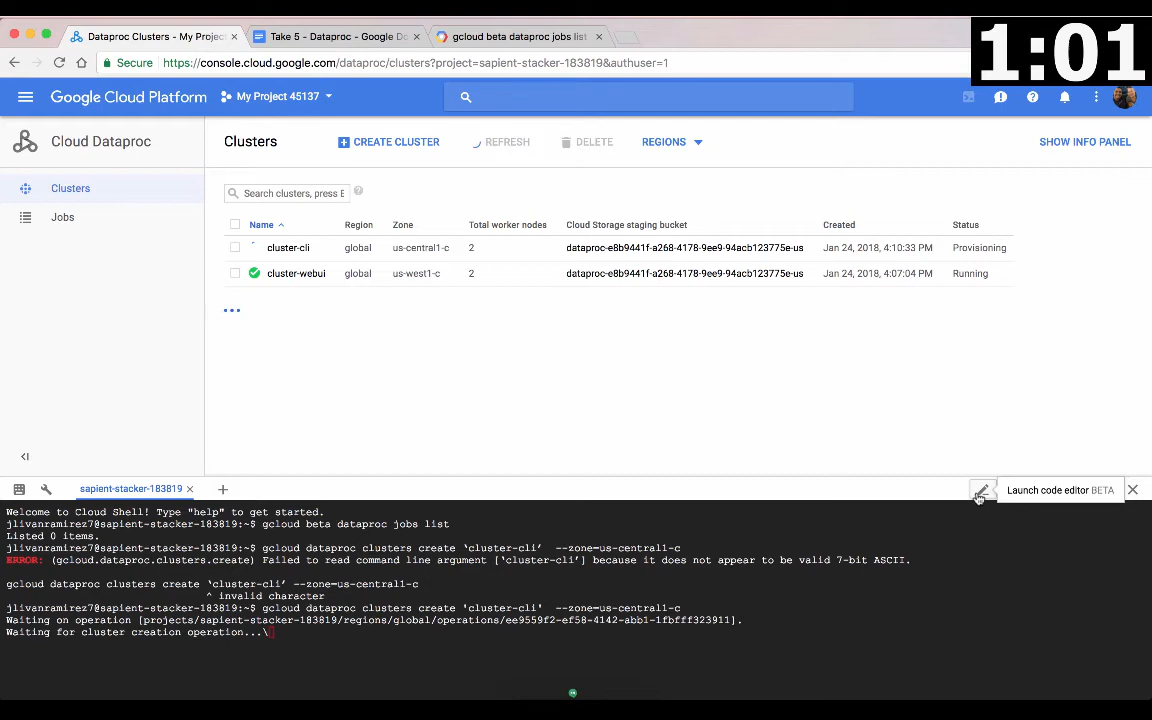 Dataproc Clusters - My Project
Take 5 - Dataproc - Google Do
gcloud beta dataproc jobs list
1:01
Secure
https://console.cloud.google.com/dataproc/clusters?project=sapient-stacker-183819&authuser=1
Google Cloud Platform
My Project 45137
Cloud Dataproc
Clusters
CREATE CLUSTER
REFRESH
DELETE
REGIONS
SHOW INFO PANEL
Clusters
Jobs
Search clusters, press E
Name Region Zone Total worker nodes Cloud Storage staging bucket Created Status
cluster-cli global us-central1-c 2 dataproc-e8b9441f-a268-4178-9ee9-94acb123775e-us Jan 24, 2018, 4:10:33 PM Provisioning
cluster-webui global us-west1-c 2 dataproc-e8b9441f-a268-4178-9ee9-94acb123775e-us Jan 24, 2018, 4:07:04 PM Running
sapient-stacker-183819
Launch code editor BETA
Welcome to Cloud Shell! Type "help" to get started.
jlivanramirez7@sapient-stacker-183819:~$ gcloud beta dataproc jobs list
Listed 0 items.
jlivanramirez7@sapient-stacker-183819:~$ gcloud dataproc clusters create ‘cluster-cli’ --zone=us-central1-c
ERROR: (gcloud.dataproc.clusters.create) Failed to read command line argument [‘cluster-cli’] because it does not appear to be valid 7-bit ASCII.
gcloud dataproc clusters create ‘cluster-cli’ --zone=us-central1-c
^ invalid character
jlivanramirez7@sapient-stacker-183819:~$ gcloud dataproc clusters create 'cluster-cli' --zone=us-central1-c
Waiting on operation [projects/sapient-stacker-183819/regions/global/operations/ee9559f2-ef58-4142-abb1-1fbfff323911].
Waiting for cluster creation operation...\